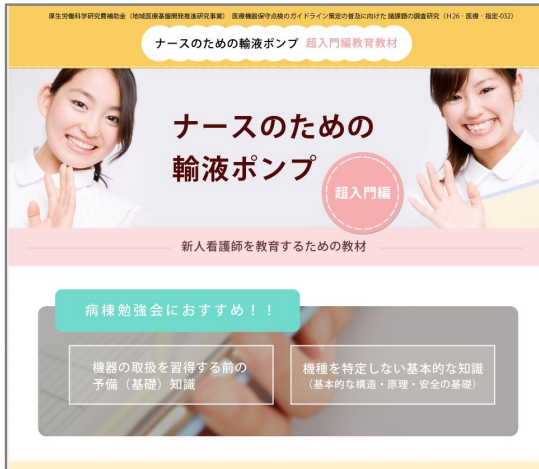 厚生労働科学研究費補助金（地域医療基盤開発推進研究事業） 医療機器保守点検のガイドライン策定の普及に向けた 諸課題の調査研究（H26‐医療‐指定-032）
ナースのための輸液ポンプ 超入門編教育教材
ナースのための
輸液ポンプ
超入門編
新人看護師を教育するための教材
病棟勉強会におすすめ！！
機器の取扱を習得する前の
予備（基礎）知識
機種を特定しない基本的な知識
（基本的な構造・原理・安全の基礎）